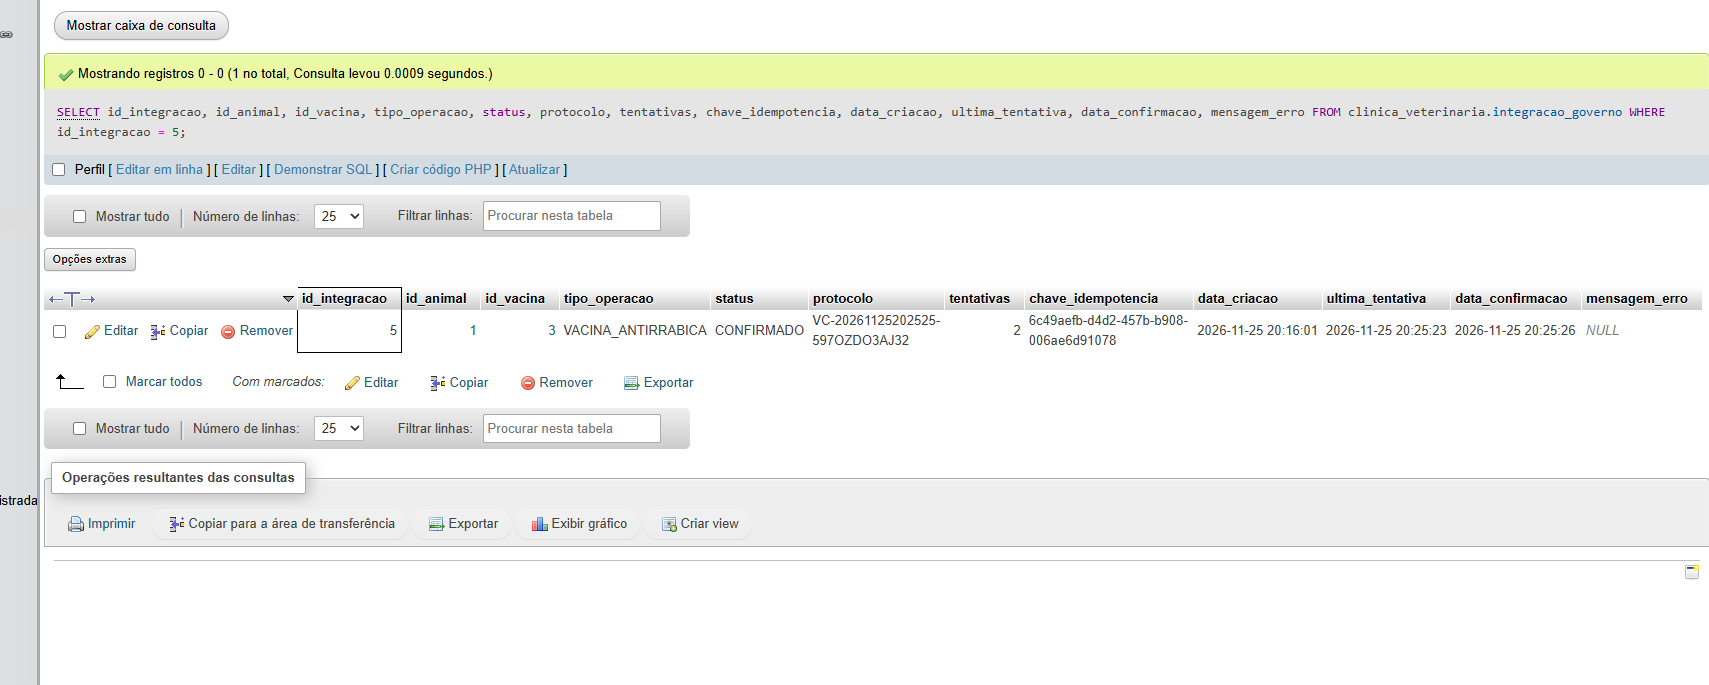 Mostrar caixa de consulta
Mostrando registros 0 - 0 (1 no total, Consulta levou 0.0009 segundos.)
SELECT id_integracao, id_animal, id_vacina, tipo_operacao, status, protocolo, tentativas, chave_idempotencia, data_criacao, ultima_tentativa, data_confirmacao, mensagem_erro FROM clinica_veterinaria.integracao_governo WHERE
id_integracao = 5;
Perfil [ Editar em linha ] [ Editar ] [ Demonstrar SQL ] [ Criar código PHP ] [ Atualizar ]
Mostrar tudo Número de linhas: 25 Filtrar linhas: Procurar nesta tabela
Opções extras
id_integracao id_animal id_vacina tipo_operacao status protocolo tentativas chave_idempotencia data_criacao ultima_tentativa data_confirmacao mensagem_erro
Editar Copiar Remover 5 1 3 VACINA_ANTIRRABICA CONFIRMADO VC-20261125202525-597OZDO3AJ32 2 6c49aefb-d4d2-457b-b908-006ae6d91078 2026-11-25 20:16:01 2026-11-25 20:25:23 2026-11-25 20:25:26 NULL
Marcar todos Com marcados: Editar Copiar Remover Exportar
Mostrar tudo Número de linhas: 25 Filtrar linhas: Procurar nesta tabela
Operações resultantes das consultas
istrada
Imprimir Copiar para a área de transferência Exportar Exibir gráfico Criar view